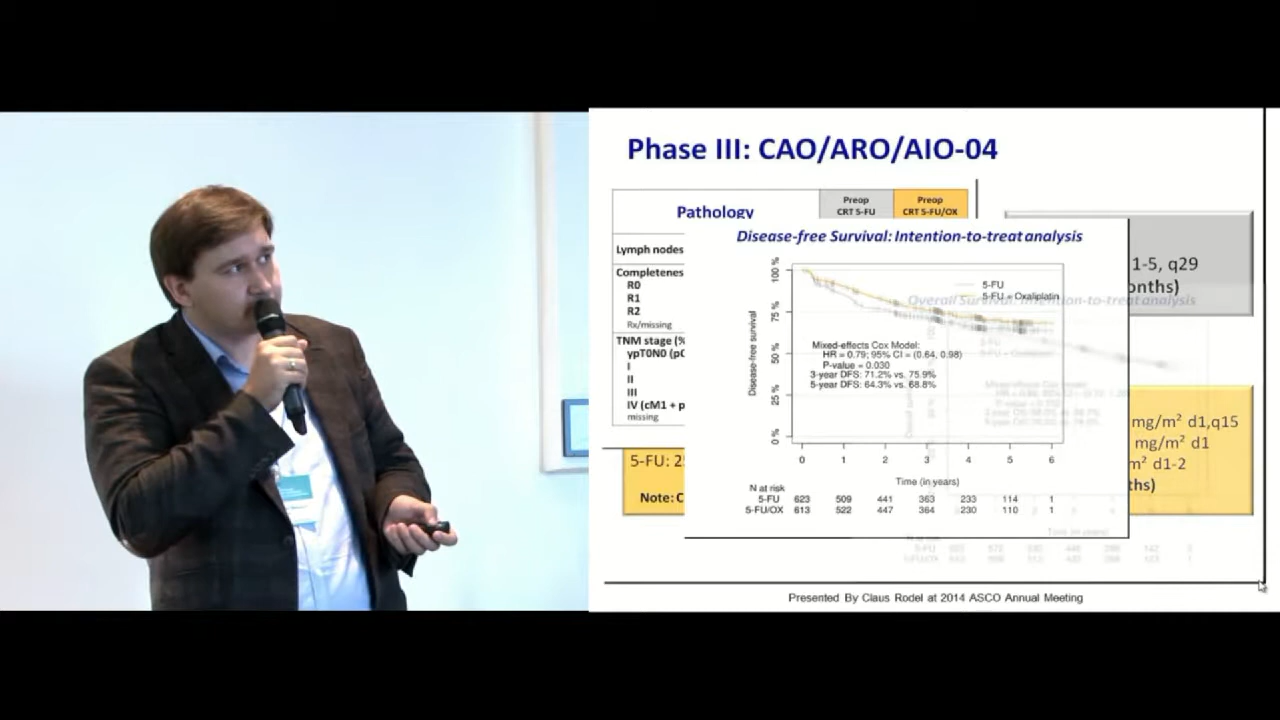 Phase III: CAO/ARO/AIO-04
Preop
CRT 5-FU
Preop
CRT 5-FU/OX
Pathology
Lymph nodes
Completenes
R0
R1
R2
Rx/missing
TNM stage (%
ypT0N0 (pC
I
II
III
IV (cM1 + p
missing
5-FU: 2
Note: C
Disease-free Survival: Intention-to-treat analysis
100 %
75 %
50 %
25 %
0 %
Disease-free survival
5-FU
5-FU + Oxaliplatin
Mixed-effects Cox Model:
HR = 0.79; 95% CI = (0.64, 0.98)
P-value = 0.030
3-year DFS: 71.2% vs. 75.9%
5-year DFS: 64.3% vs. 68.8%
0 1 2 3 4 5 6
Time (in years)
N at risk
5-FU 623 509 441 363 233 114 1
5-FU/OX 613 522 447 364 230 110 1
Overall Survival: Intention-to-treat analysis
1-5, q29
onths)
mg/m² d1,q15
mg/m² d1
m² d1-2
ths)
Presented By Claus Rodel at 2014 ASCO Annual Meeting